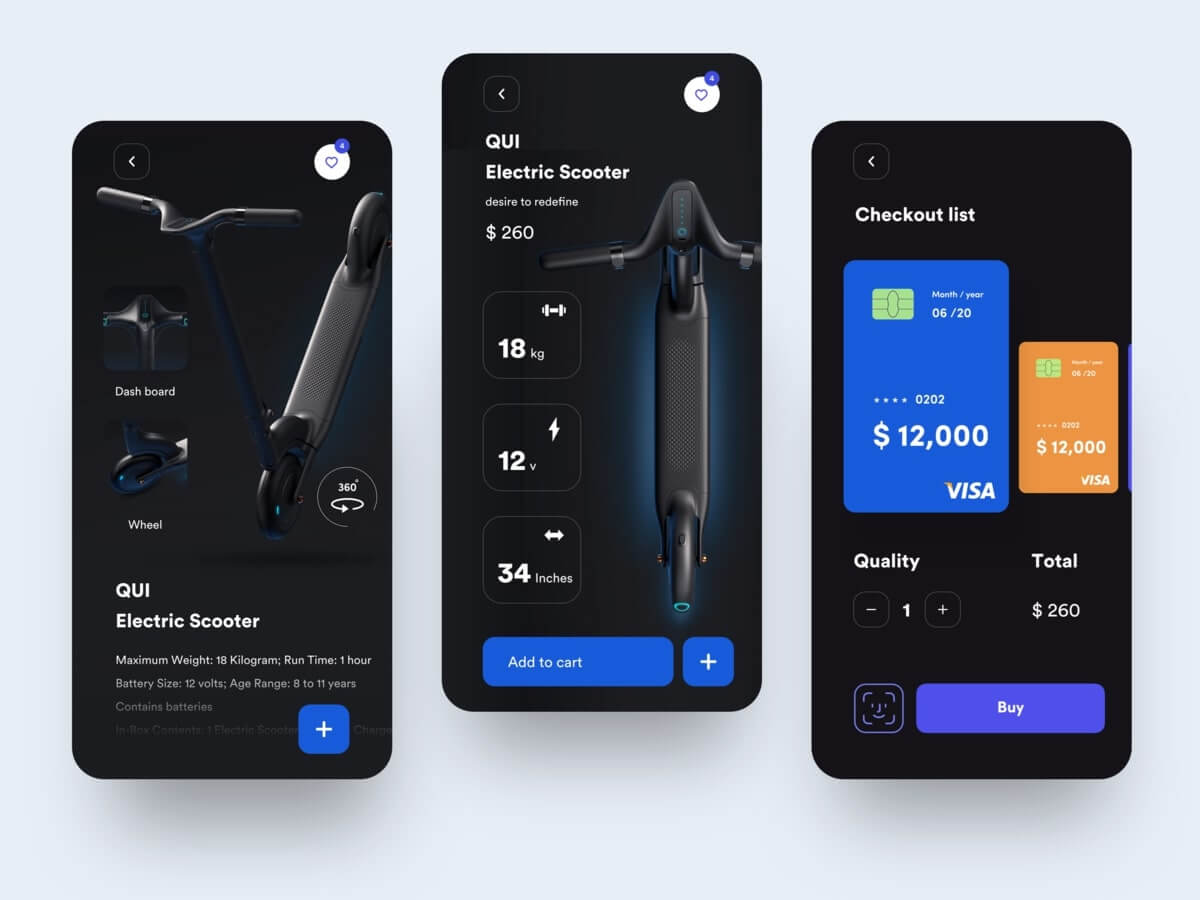 4
Dash board
Wheel
360°
QUI
Electric Scooter
Maximum Weight: 18 Kilogram; Run Time: 1 hour
Battery Size: 12 volts; Age Range: 8 to 11 years
Contains batteries
In-Box Contents: 1 Electric Scooter Charge
4
QUI
Electric Scooter
desire to redefine
$ 260
18 kg
12 v
34 Inches
Add to cart
Checkout list
Month / year
06 /20
**** 0202
$ 12,000
VISA
Month / year
06 /20
**** 0202
$ 12,000
VISA
Quality
Total
1
$ 260
Buy